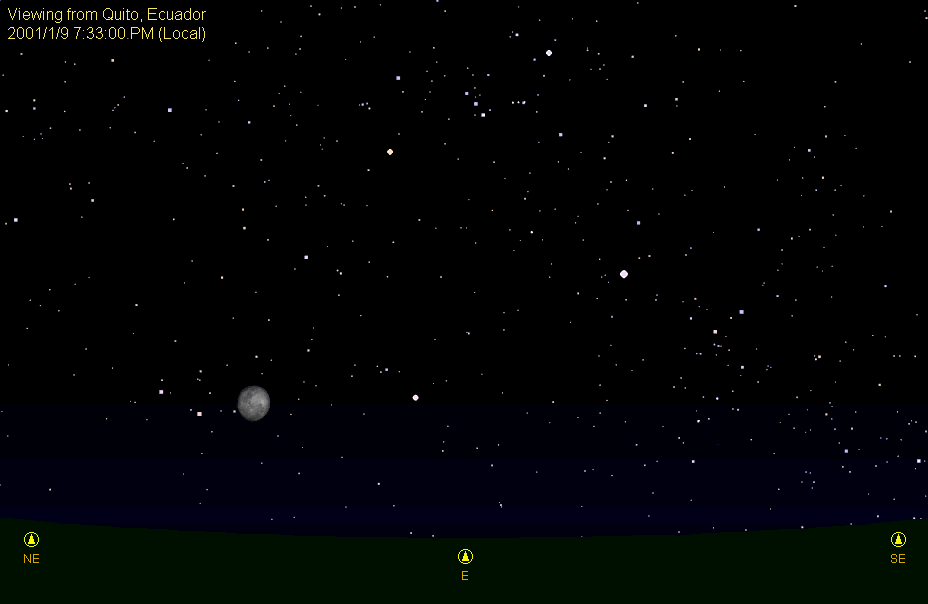 Viewing from Quito, Ecuador
2001/1/9 7:33:00.PM (Local)
NE
E
SE